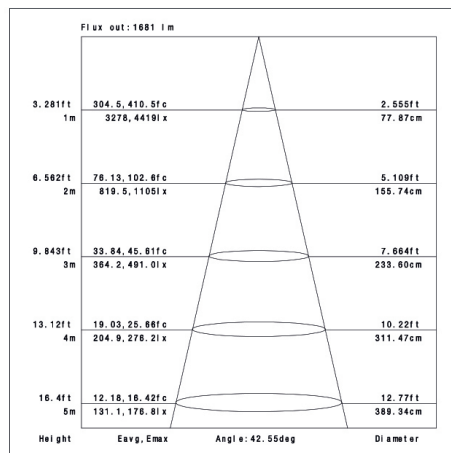 Flux out:1681 lm
3.281ft 304.5,410.5fc 2.555ft
1m 3278,4419lx 77.87cm
6.562ft 76.13,102.6fc 5.109ft
2m 819.5,1105lx 155.74cm
9.843ft 33.84,45.61fc 7.664ft
3m 364.2,491.0lx 233.60cm
13.12ft 19.03,25.66fc 10.22ft
4m 204.9,276.2lx 311.47cm
16.4ft 12.18,16.42fc 12.77ft
5m 131.1,176.8lx 389.34cm
Height Eavg,Emax Angle:42.55deg Diameter